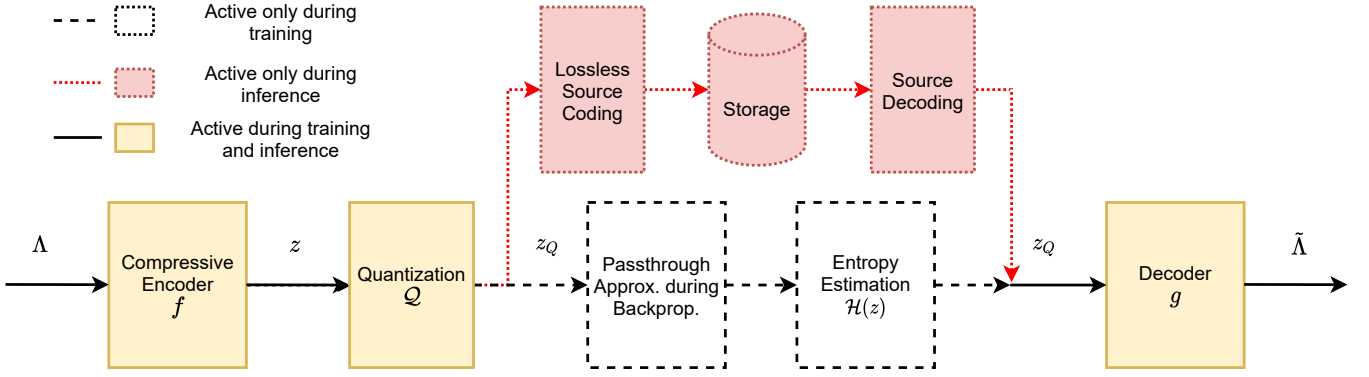 Active only during
training
Active only during
inference
Active during training
and inference
Lossless
Source
Coding
Storage
Source
Decoding
Λ
Compressive
Encoder
f
z
Quantization
𝒬
z_Q
Passthrough
Approx. during
Backprop.
Entropy
Estimation
ℋ(z)
z_Q
Decoder
g
Λ̃